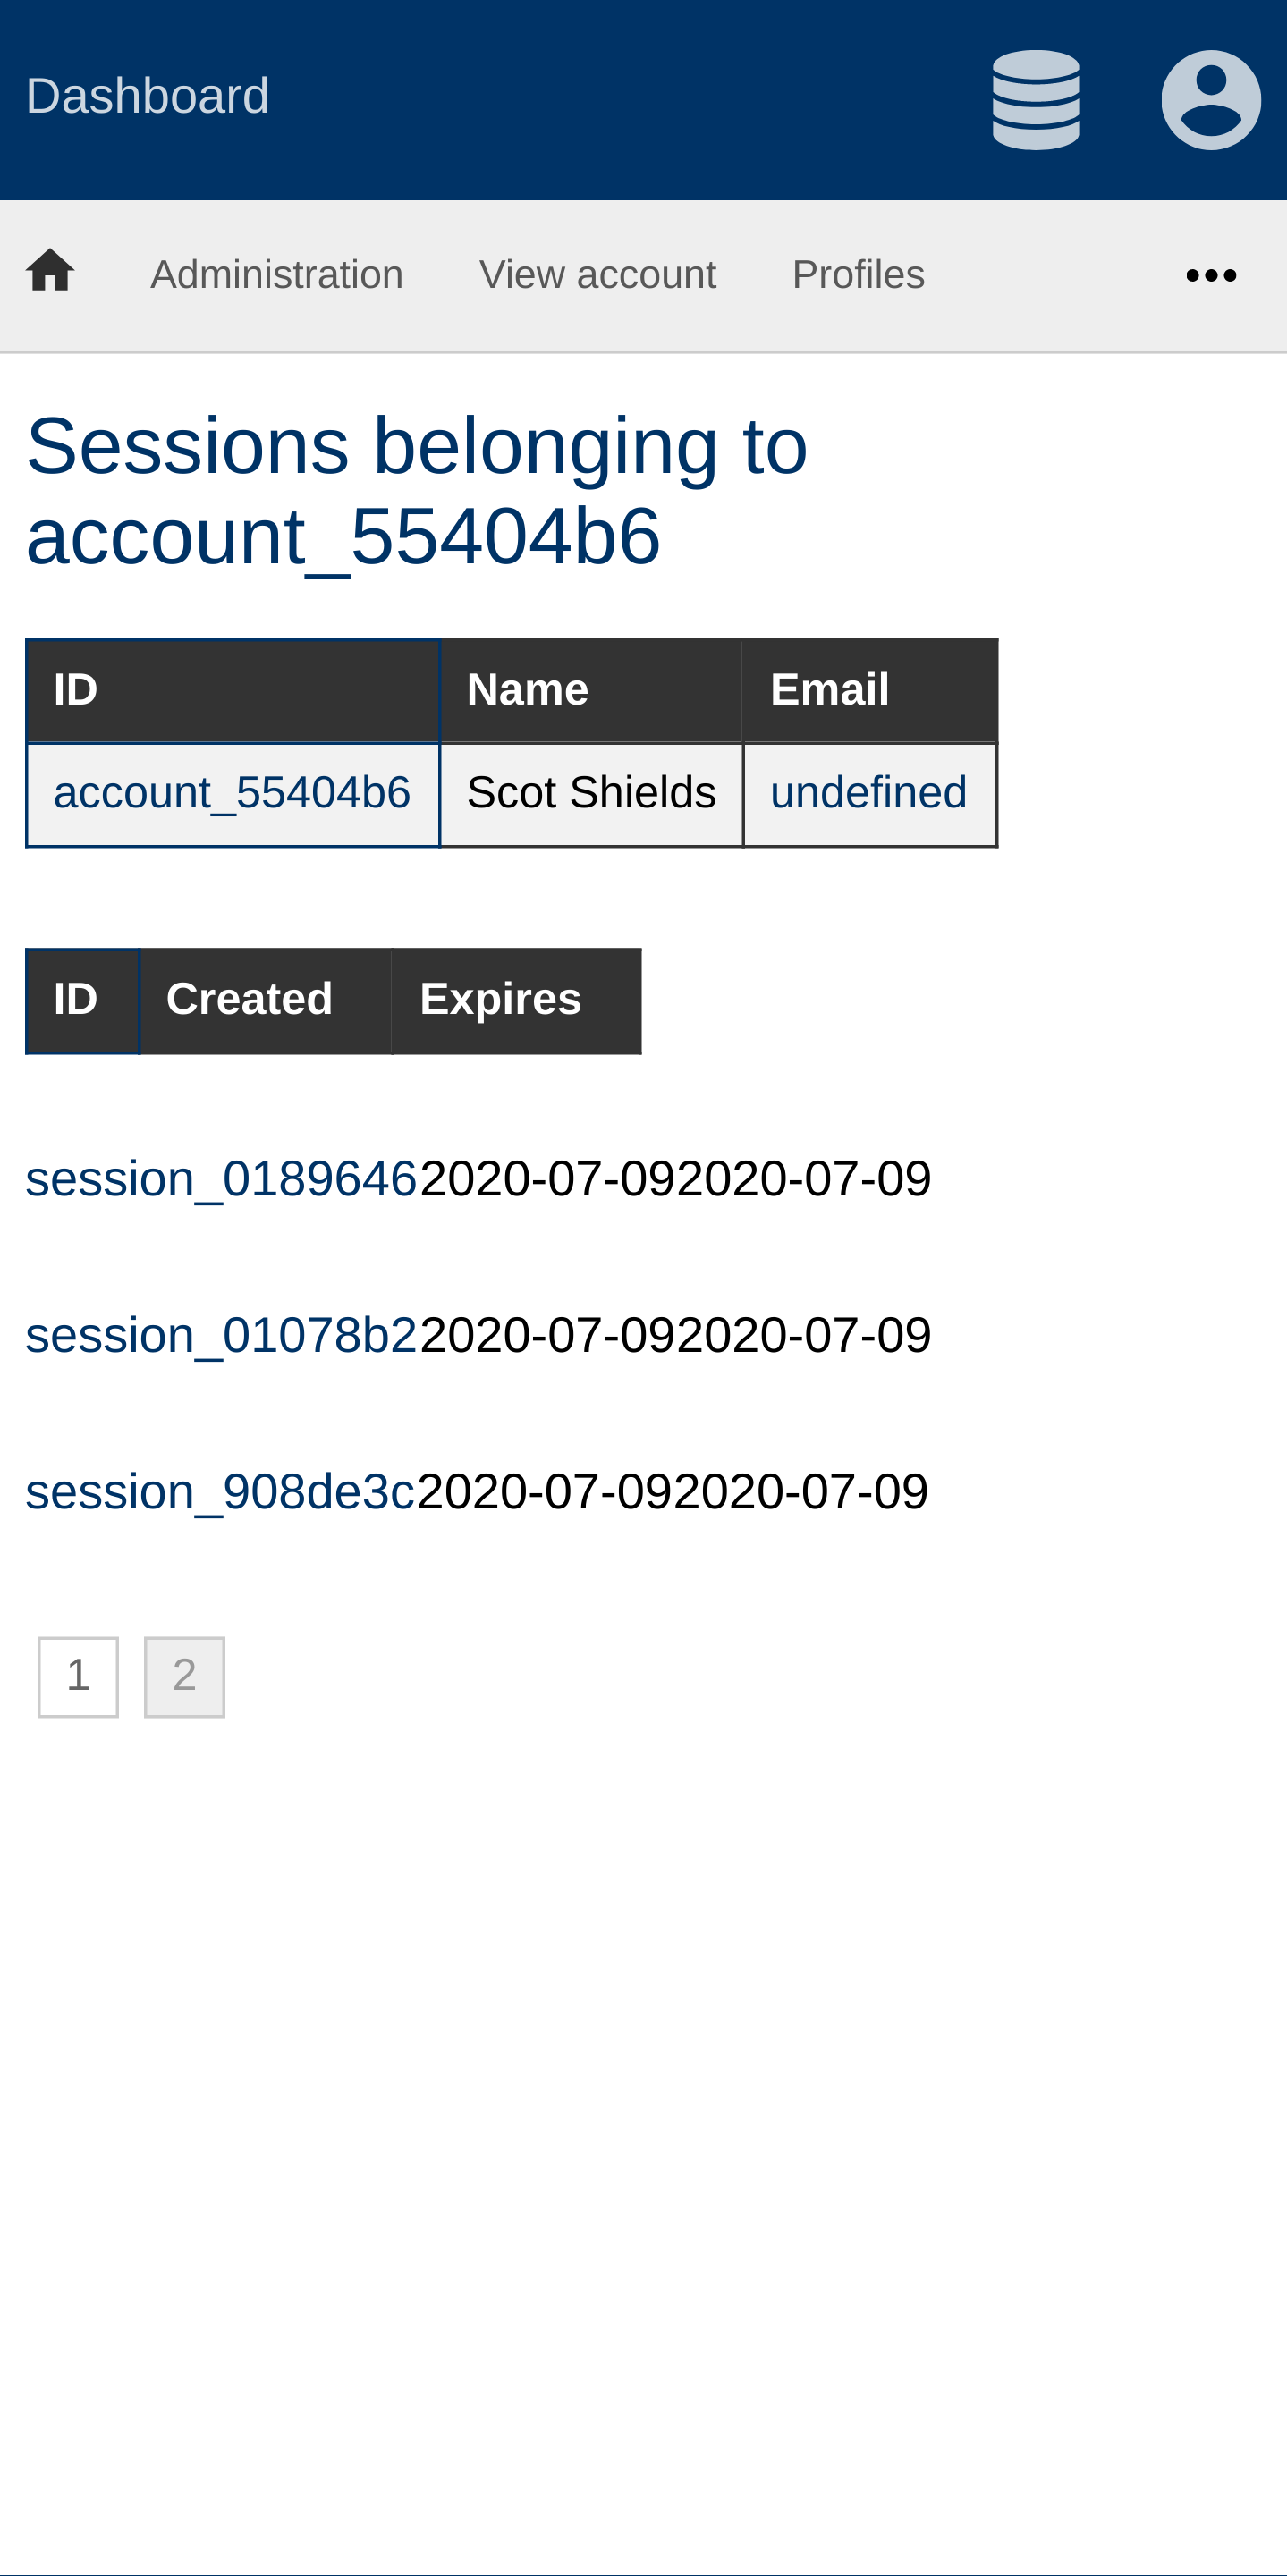 Dashboard
Administration View account Profiles
Sessions belonging to
account_55404b6
ID Name Email
account_55404b6 Scot Shields undefined
ID Created Expires
session_01896462020-07-092020-07-09
session_01078b22020-07-092020-07-09
session_908de3c2020-07-092020-07-09
1 2